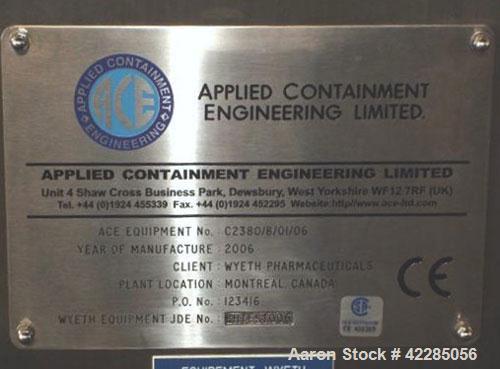 APPLIED CONTAINMENT
ACE
ENGINEERING
APPLIED CONTAINMENT
ENGINEERING LIMITED.
APPLIED CONTAINMENT ENGINEERING LIMITED
Unit 4 Shaw Cross Business Park, Dewsbury, West Yorkshire WF12 7RF (UK)
Tel. +44 (0)1924 455339 Fax. +44 (0)1924 452295 Website:http//www.ace-ltd.com
ACE EQUIPMENT No. : C2380/8/01/06
YEAR OF MANUFACTURE : 2006
CLIENT : WYETH PHARMACEUTICALS
PLANT LOCATION : MONTREAL, CANADA
P.O. No. : 123416
WYETH EQUIPMENT JDE No. :
CE
EQUIPEMENT WYETH
Aaron Stock # 42285056